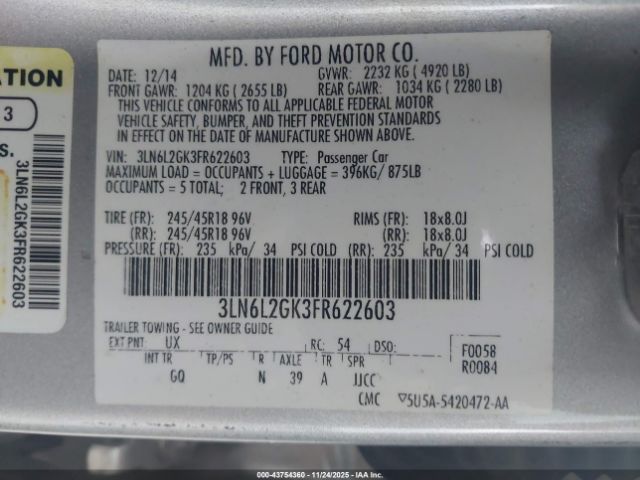 ATION
3
S.
3LN6L2GK3FR622603
MFD. BY FORD MOTOR CO.
DATE: 12/14 GVWR: 2232 KG ( 4920 LB)
FRONT GAWR: 1204 KG ( 2655 LB) REAR GAWR: 1034 KG ( 2280 LB)
THIS VEHICLE CONFORMS TO ALL APPLICABLE FEDERAL MOTOR
VEHICLE SAFETY, BUMPER, AND THEFT PREVENTION STANDARDS
IN EFFECT ON THE DATE OF MANUFACTURE SHOWN ABOVE.
VIN: 3LN6L2GK3FR622603 TYPE: Passenger Car
MAXIMUM LOAD = OCCUPANTS + LUGGAGE = 396KG/ 875LB
OCCUPANTS = 5 TOTAL; 2 FRONT, 3 REAR
TIRE (FR): 245/45R18 96V RIMS (FR): 18x8.0J
(RR): 245/45R18 96V (RR): 18x8.0J
PRESSURE (FR): 235 kPa/ 34 PSI COLD (RR): 235 kPa/ 34 PSI COLD
3LN6L2GK3FR622603
TRAILER TOWING - SEE OWNER GUIDE
EXT PNT: UX RC: 54 DSO: F0058
INT TR TP/PS R AXLE TR SPR R0084
GQ N 39 A JJCC
CMC ▽5U5A-5420472-AA
000-43754360 - 11/24/2025 - IAAI.com